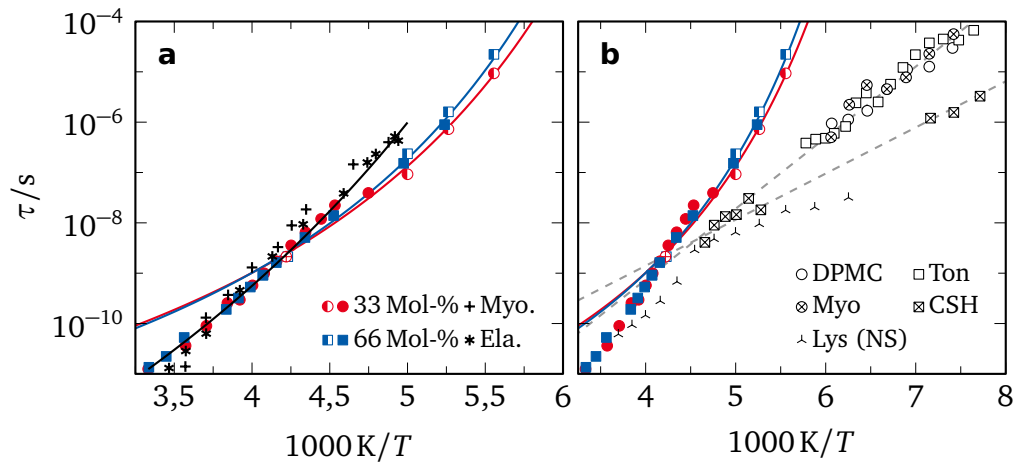 10⁻⁴
10⁻⁶
10⁻⁸
10⁻¹⁰
τ/s
a
33 Mol-% + Myo.
66 Mol-% * Ela.
3,5 4 4,5 5 5,5 6
1000 K/T
b
DPMC Ton
Myo CSH
Lys (NS)
4 5 6 7 8
1000 K/T